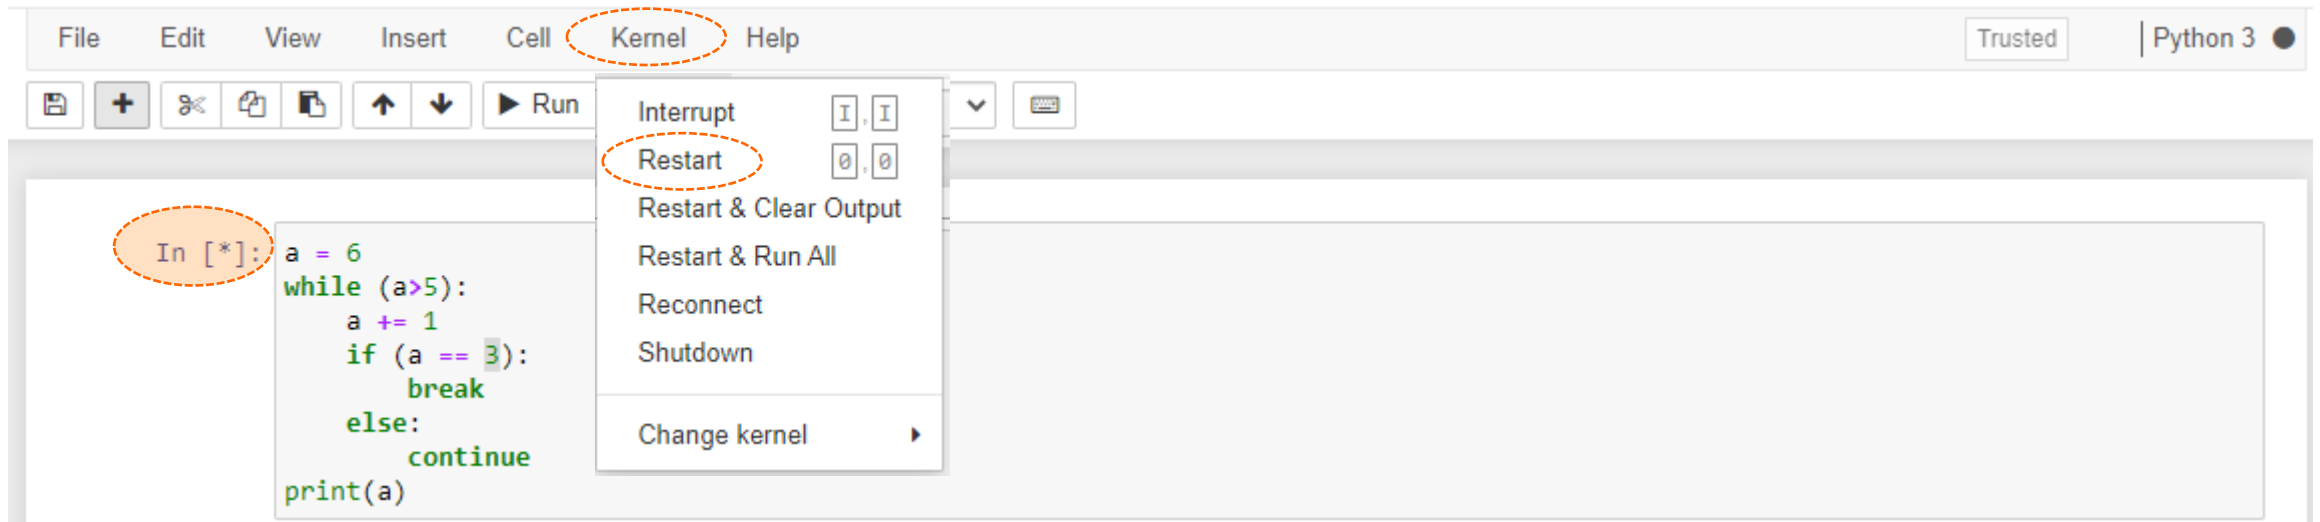 File Edit View Insert Cell Kernel Help Trusted Python 3
Run
Interrupt I,I
Restart 0,0
Restart & Clear Output
Restart & Run All
Reconnect
Shutdown
Change kernel
In [*]: a = 6
while (a>5):
    a += 1
    if (a == 3):
        break
    else:
        continue
print(a)